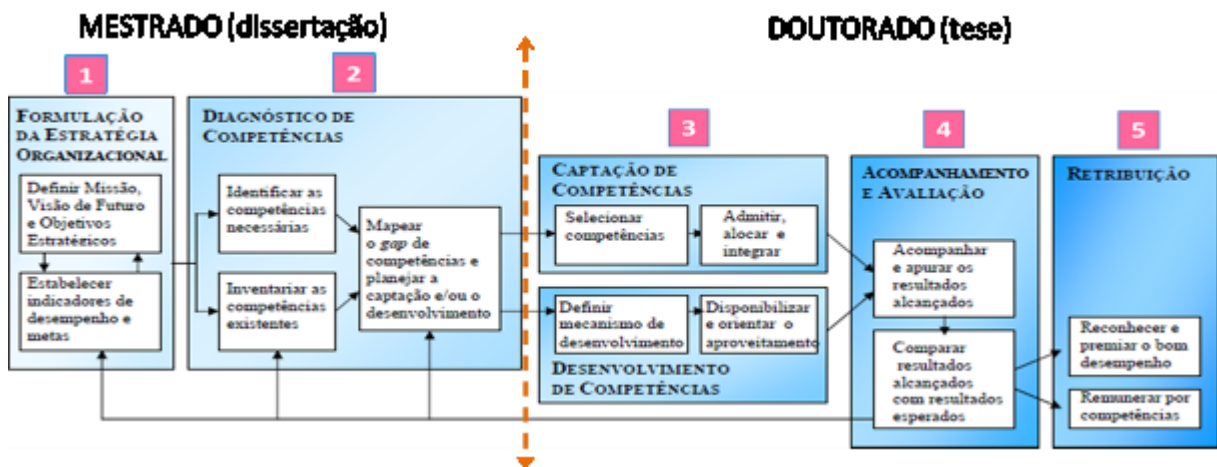 MESTRADO (dissertação)
DOUTORADO (tese)
1
2
3
4
5
FORMULAÇÃO
DA ESTRATÉGIA
ORGANIZACIONAL
Definir Missão,
Visão de Futuro
e Objetivos
Estratégicos
Estabelecer
indicadores de
desempenho e
metas
DIAGNÓSTICO DE
COMPETÊNCIAS
Identificar as
competências
necessárias
Inventariar as
competências
existentes
Mapear
o gap de
competências e
planejar a
captação e/ou o
desenvolvimento
CAPTAÇÃO DE
COMPETÊNCIAS
Selecionar
competências
Admitir,
alocar e
integrar
Definir
mecanismo de
desenvolvimento
Disponibilizar
e orientar o
aproveitamento
DESENVOLVIMENTO
DE COMPETÊNCIAS
ACOMPANHAMENTO
E AVALIAÇÃO
Acompanhar
e apurar os
resultados
alcançados
Comparar
resultados
alcançados
com resultados
esperados
RETRIBUIÇÃO
Reconhecer e
premiar o bom
desempenho
Remunerar por
competências